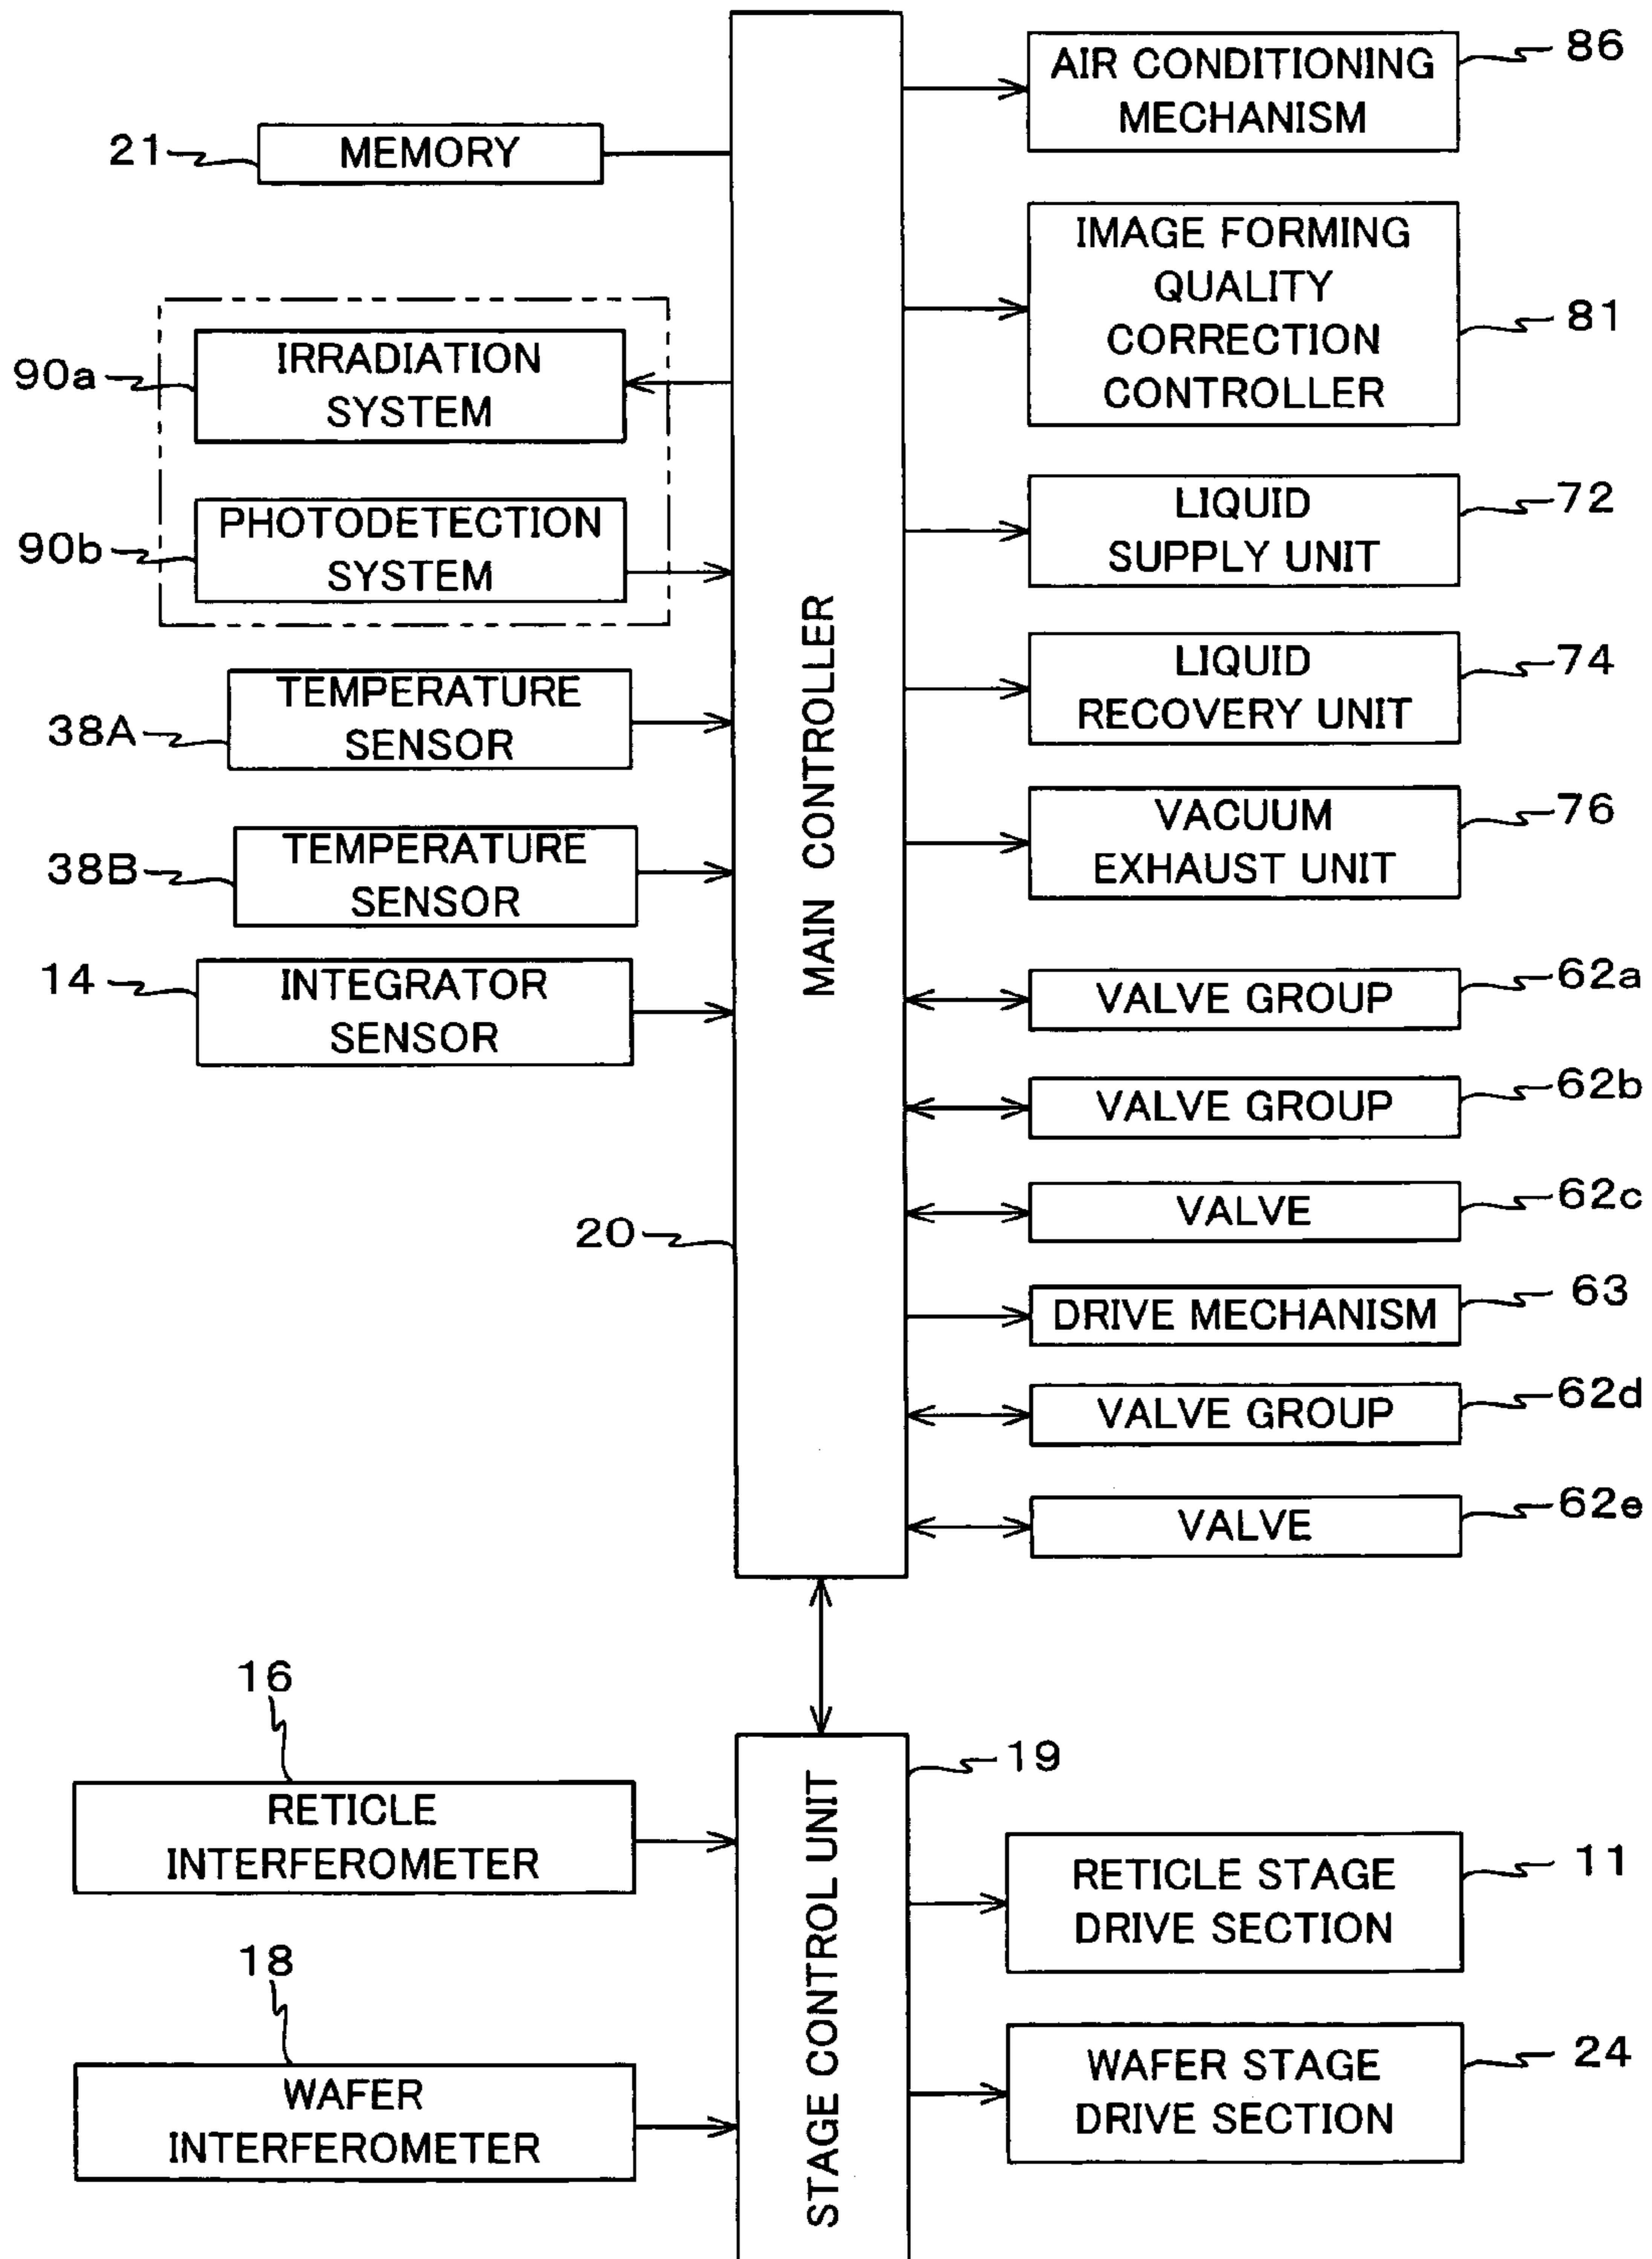 86
AIR CONDITIONING
MECHANISM
21
MEMORY
IMAGE FORMING
QUALITY
CORRECTION
CONTROLLER
81
90a
IRRADIATION
SYSTEM
90b
PHOTODETECTION
SYSTEM
LIQUID
SUPPLY UNIT
72
MAIN CONTROLLER
LIQUID
RECOVERY UNIT
74
38A
TEMPERATURE
SENSOR
VACUUM
EXHAUST UNIT
76
38B
TEMPERATURE
SENSOR
14
INTEGRATOR
SENSOR
VALVE GROUP
62a
VALVE GROUP
62b
VALVE
62c
20
DRIVE MECHANISM
63
VALVE GROUP
62d
VALVE
62e
16
RETICLE
INTERFEROMETER
19
STAGE CONTROL UNIT
RETICLE STAGE
DRIVE SECTION
11
18
WAFER
INTERFEROMETER
WAFER STAGE
DRIVE SECTION
24